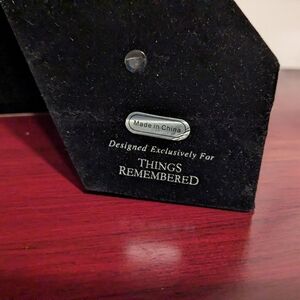 Made in China
Designed Exclusively For
THINGS
REMEMBERED